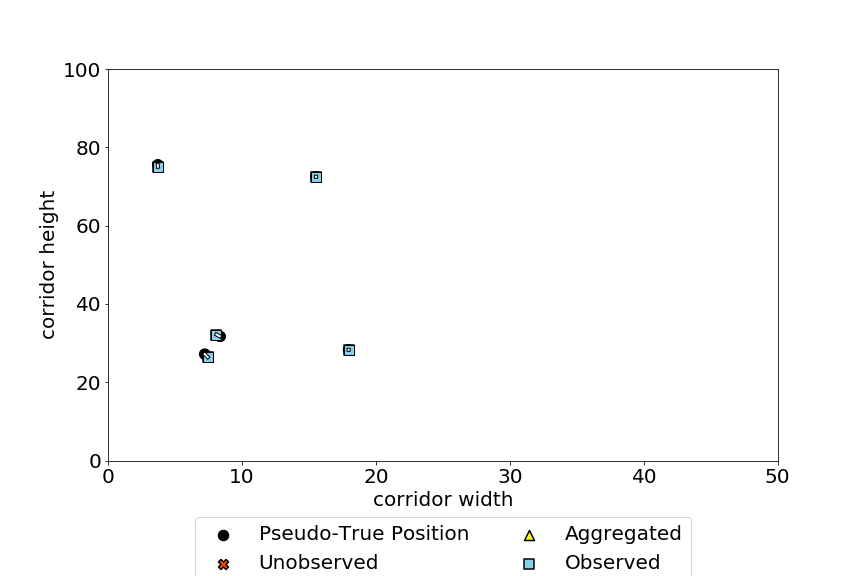 100
80
60
40
20
0
corridor height
0 10 20 30 40 50
corridor width
Pseudo-True Position Aggregated
Unobserved Observed